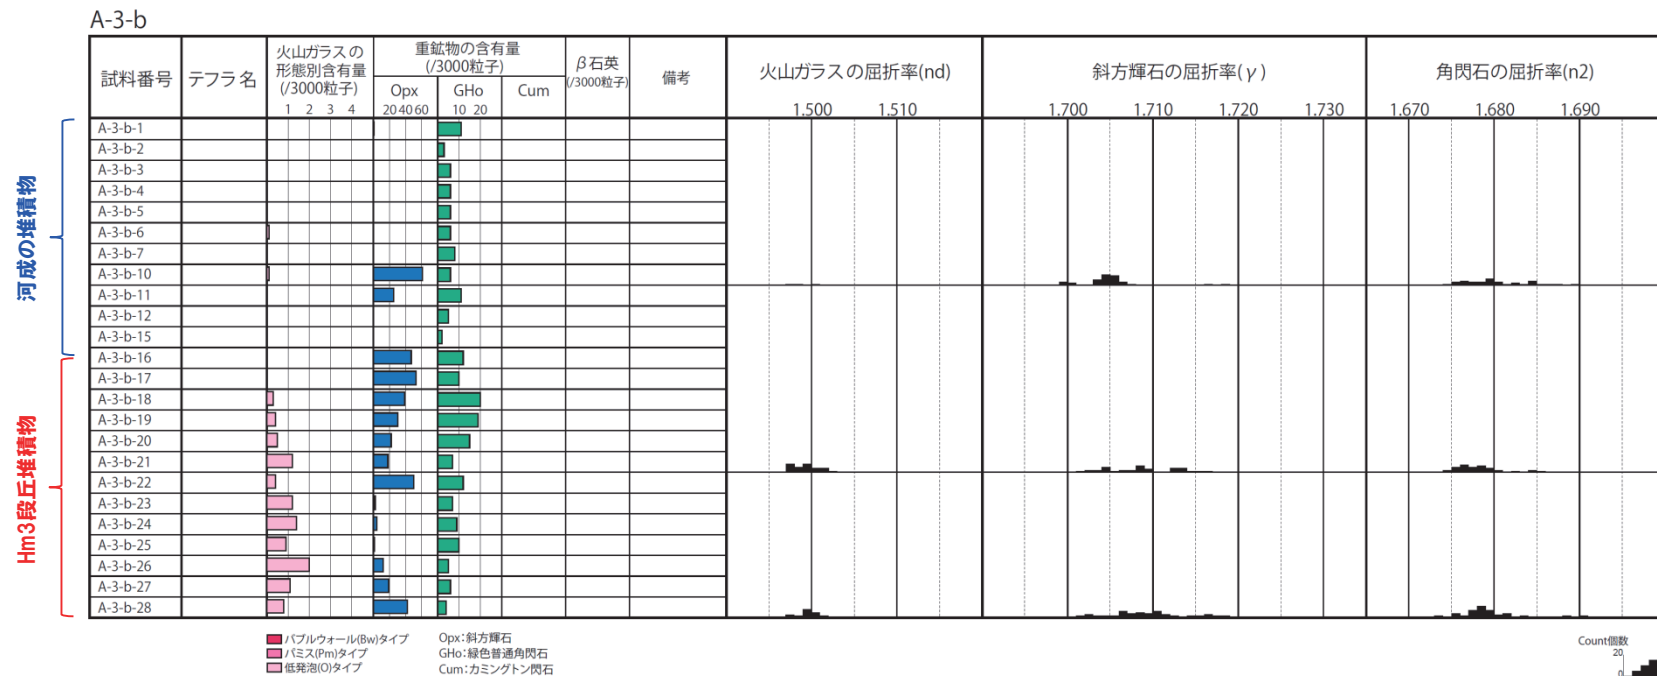 A-3-b
試料番号
テフラ名
火山ガラスの
形態別含有量
(/3000粒子)
1 2 3 4
重鉱物の含有量
(/3000粒子)
Opx GHo Cum
20 40 60 10 20
β石英
(/3000粒子)
備考
火山ガラスの屈折率(nd)
1.500 1.510
斜方輝石の屈折率(γ)
1.700 1.710 1.720 1.730
角閃石の屈折率(n2)
1.670 1.680 1.690
河成の堆積物
A-3-b-1
A-3-b-2
A-3-b-3
A-3-b-4
A-3-b-5
A-3-b-6
A-3-b-7
A-3-b-10
A-3-b-11
A-3-b-12
A-3-b-15
Hm3段丘堆積物
A-3-b-16
A-3-b-17
A-3-b-18
A-3-b-19
A-3-b-20
A-3-b-21
A-3-b-22
A-3-b-23
A-3-b-24
A-3-b-25
A-3-b-26
A-3-b-27
A-3-b-28
バブルウォール(Bw)タイプ
パミス(Pm)タイプ
低発泡(O)タイプ
Opx:斜方輝石
GHo:緑色普通角閃石
Cum:カミングトン閃石
Count個数
20
0